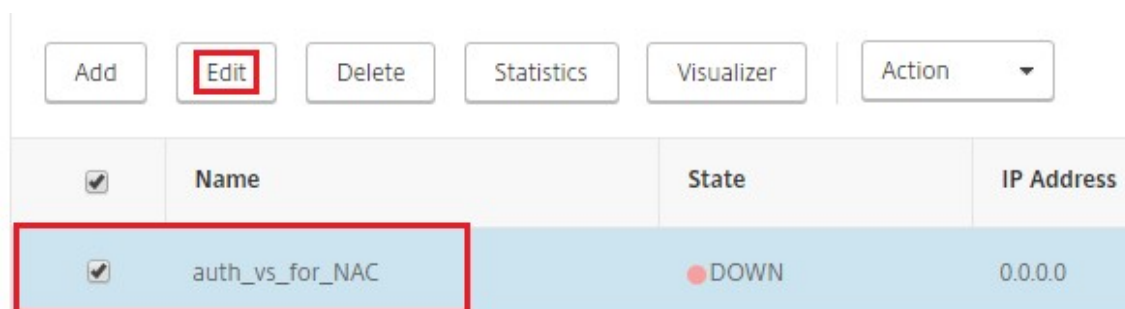 Add Edit Delete Statistics Visualizer Action
Name State IP Address
auth_vs_for_NAC DOWN 0.0.0.0